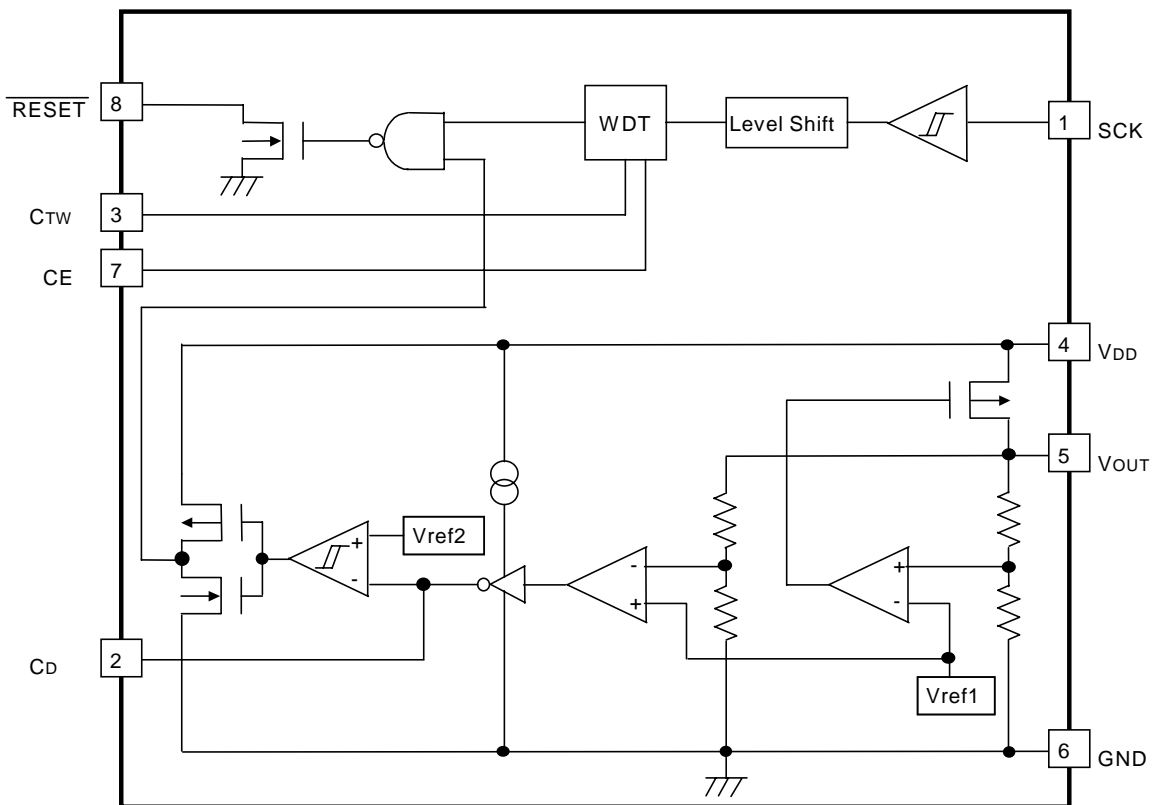 RESET
8
WDT
Level Shift
1
SCK
CTW
3
CE
7
4
VDD
5
VOUT
+
-
Vref2
-
+
+
-
CD
2
Vref1
6
GND